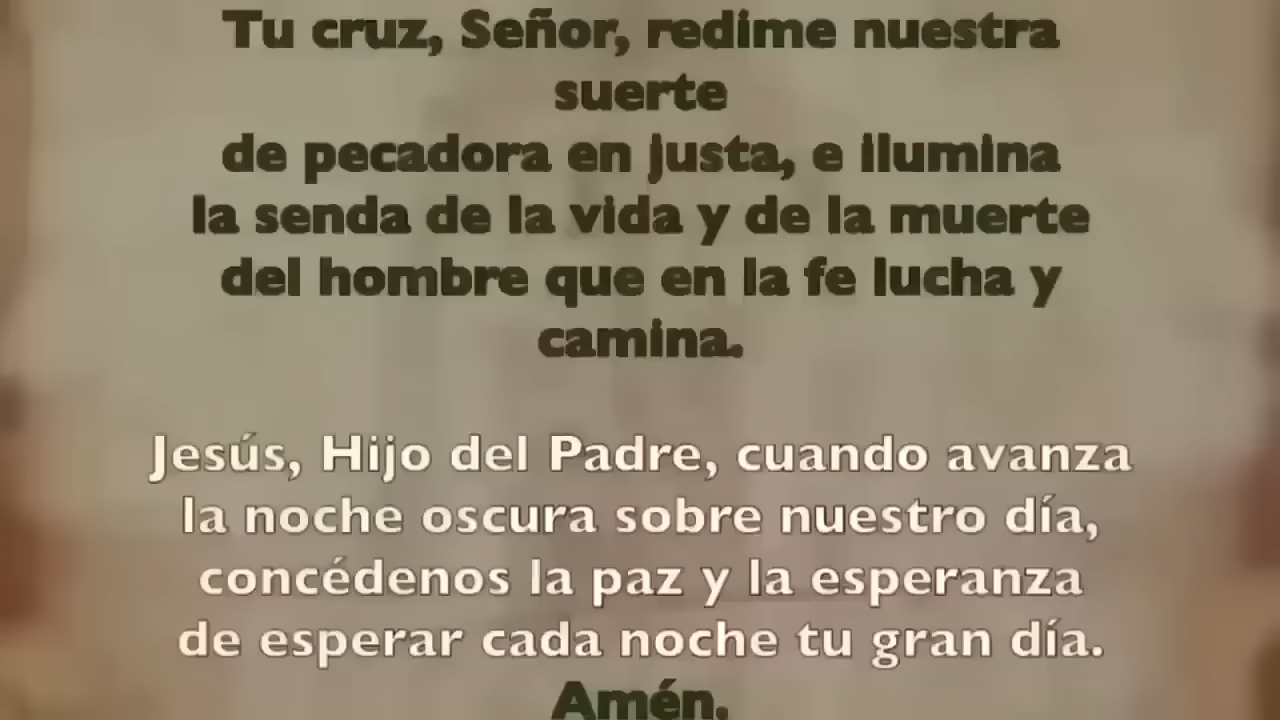 Tu cruz, Señor, redime nuestra
suerte
de pecadora en justa, e ilumina
la senda de la vida y de la muerte
del hombre que en la fe lucha y
camina.
Jesús, Hijo del Padre, cuando avanza
la noche oscura sobre nuestro día,
concédenos la paz y la esperanza
de esperar cada noche tu gran día.
Amén.